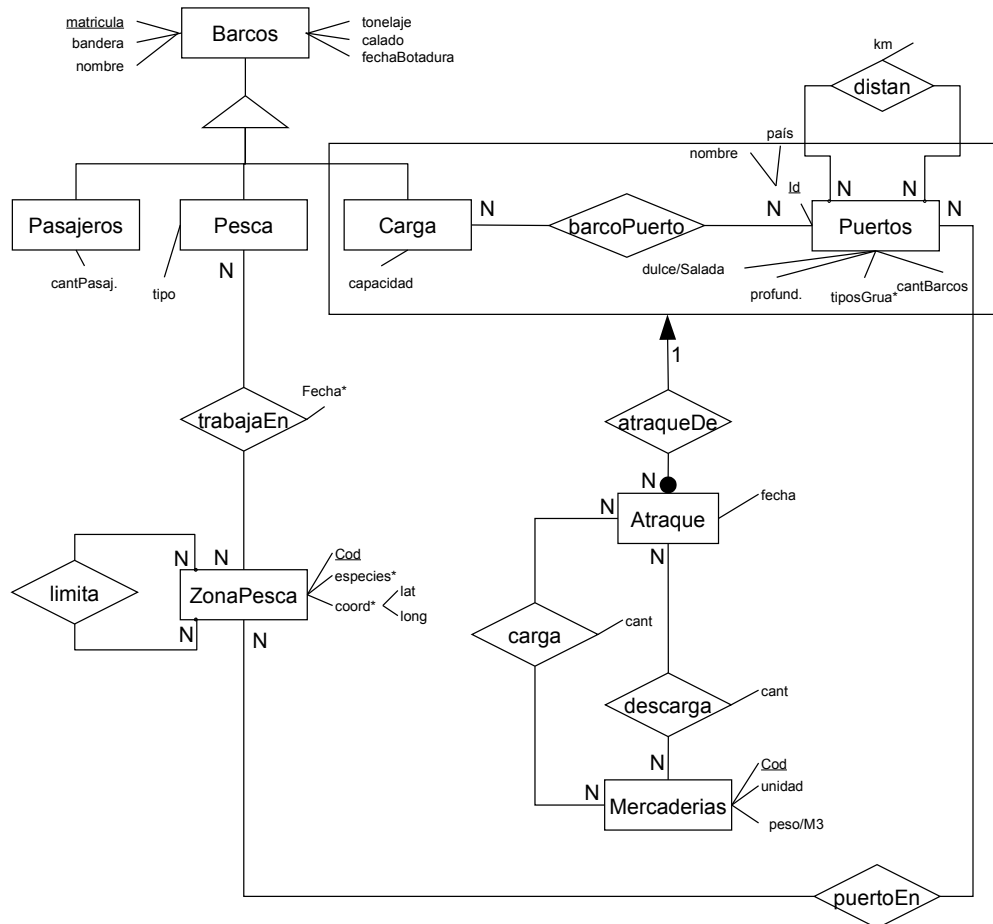 matricula
bandera
nombre
Barcos
tonelaje
calado
fechaBotadura
km
distan
país
nombre
Id
N
N
Pasajeros
cantPasaj.
Pesca
N
tipo
Carga
N
capacidad
barcoPuerto
N
Puertos
N
dulce/Salada
profund.
tiposGrua*
cantBarcos
1
trabajaEn
Fecha*
atraqueDe
N
N
Atraque
fecha
N
limita
N
N
N
ZonaPesca
N
Cod
especies*
coord*
lat
long
carga
cant
descarga
cant
N
N
Mercaderias
Cod
unidad
peso/M3
puertoEn